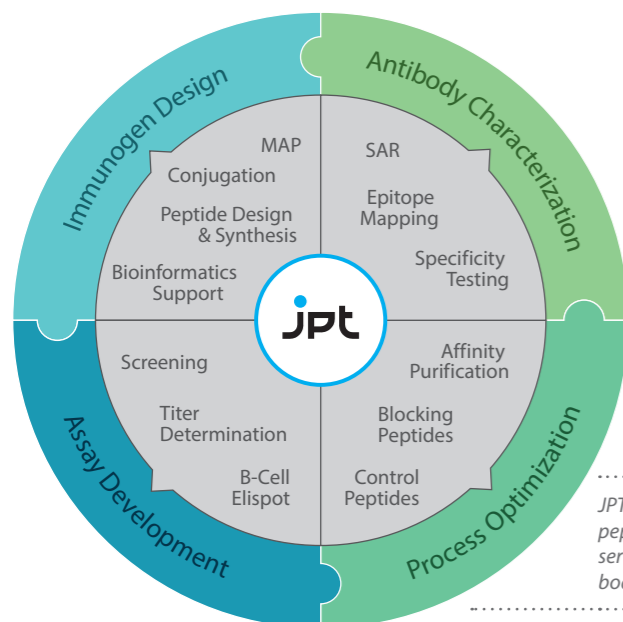 Immunogen Design
Antibody Characterization
MAP
Conjugation
Peptide Design
& Synthesis
Bioinformatics
Support
SAR
Epitope
Mapping
Specificity
Testing
jpt
Screening
Titer
Determination
B-Cell
Elispot
Affinity
Purification
Blocking
Peptides
Control
Peptides
Assay Development
Process Optimization
JPT